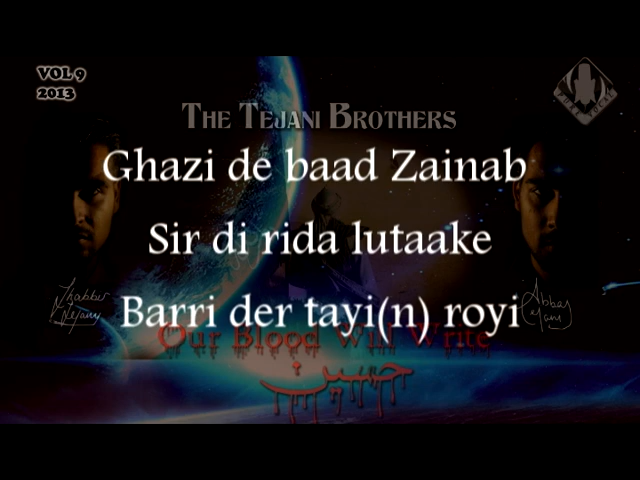 VOL 9
2013
THE TEJANI BROTHERS
Ghazi de baad Zainab
Sir di rida lutaake
Barri der tayi(n) royi
Our Blood Will Write
حسین